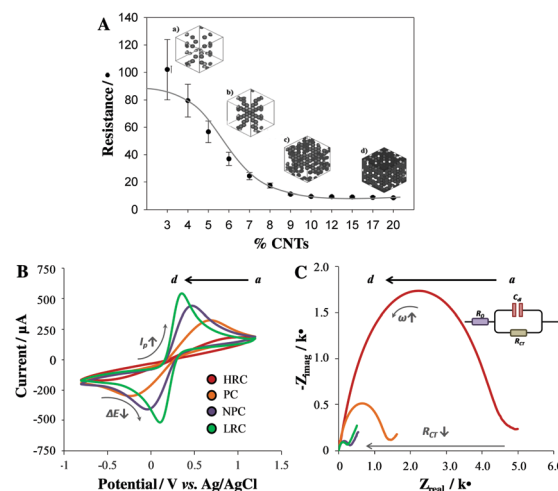 A
140
120
100
80
60
40
20
0
Resistance / •
3 4 5 6 7 8 9 10 12 15 17 20
% CNTs
a)
b)
c)
d)
B
d a
750
500
250
0
-250
-500
-750
Current / µA
Ip↑
ΔE↓
HRC
PC
NPC
LRC
-1.0 -0.5 0.0 0.5 1.0 1.5
Potential / V vs. Ag/AgCl
C
d a
2.0
1.5
1.0
0.5
0
-Zimag / k•
ω↑
RΩ
Cdl
RCT
RCT↓
0 1.0 2.0 3.0 4.0 5.0 6.0
Zreal / k•